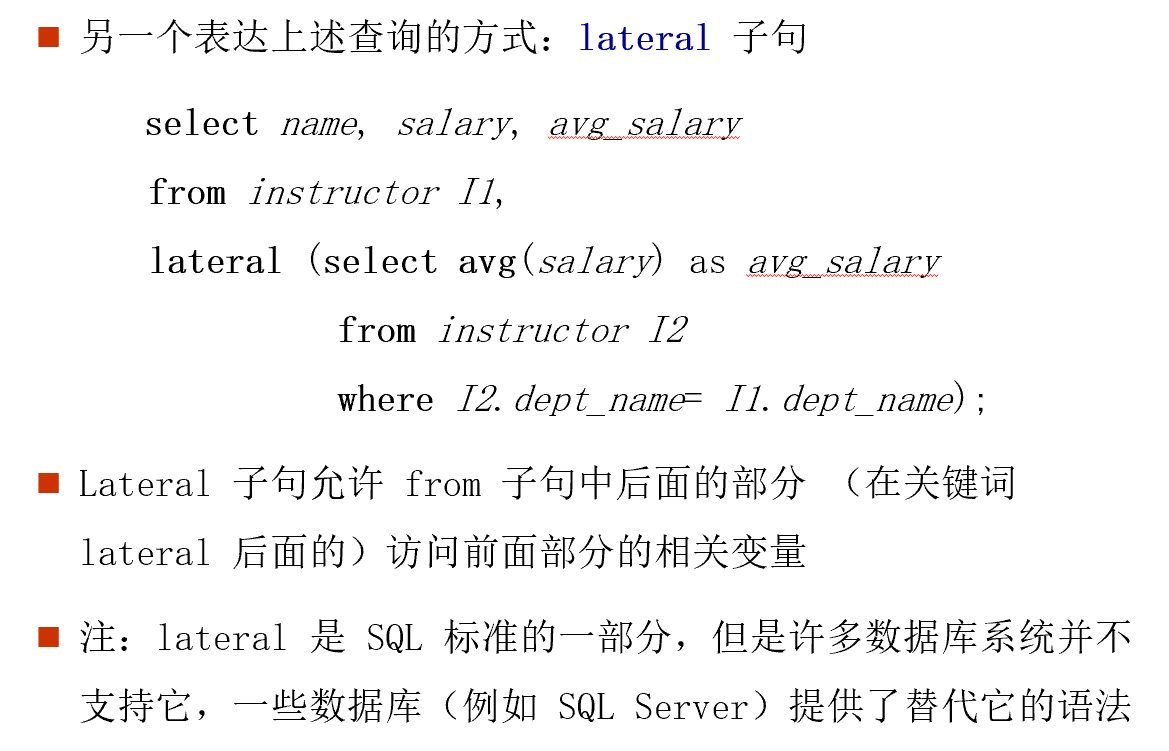 另一个表达上述查询的方式：lateral 子句
select name, salary, avg_salary
from instructor I1,
lateral (select avg(salary) as avg_salary
from instructor I2
where I2.dept_name= I1.dept_name);
Lateral 子句允许 from 子句中后面的部分 （在关键词
lateral 后面的）访问前面部分的相关变量
注：lateral 是 SQL 标准的一部分，但是许多数据库系统并不
支持它，一些数据库（例如 SQL Server）提供了替代它的语法